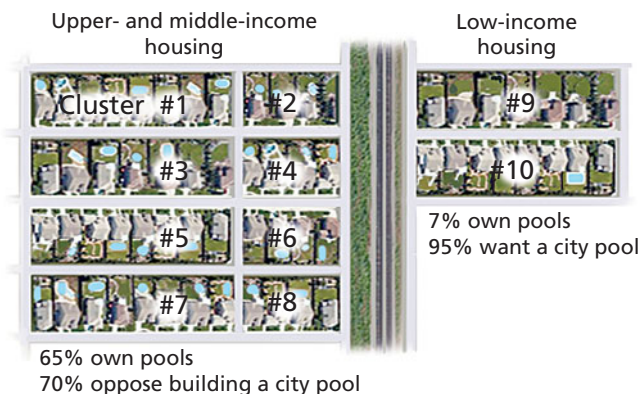 Upper- and middle-income
housing
Low-income
housing
Cluster #1
#2
#9
#3
#4
#10
#5
#6
7% own pools
95% want a city pool
#7
#8
65% own pools
70% oppose building a city pool